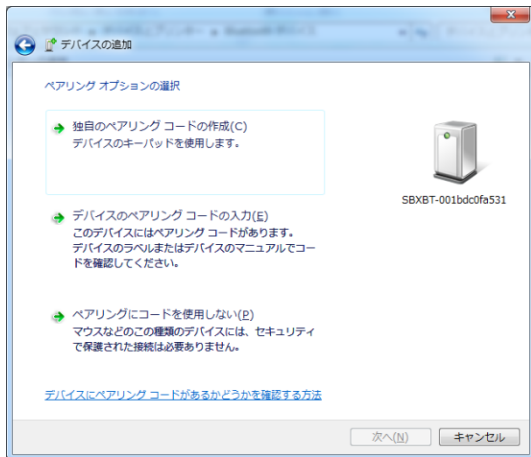 デバイスの追加
ペアリング オプションの選択
独自のペアリング コードの作成(C)
デバイスのキーパッドを使用します。
SBXBT-001bdc0fa531
デバイスのペアリング コードの入力(E)
このデバイスにはペアリング コードがあります。
デバイスのラベルまたはデバイスのマニュアルでコー
ドを確認してください。
ペアリングにコードを使用しない(P)
マウスなどのこの種類のデバイスには、セキュリティ
で保護された接続は必要ありません。
デバイスにペアリング コードがあるかどうかを確認する方法
次へ(N)
キャンセル